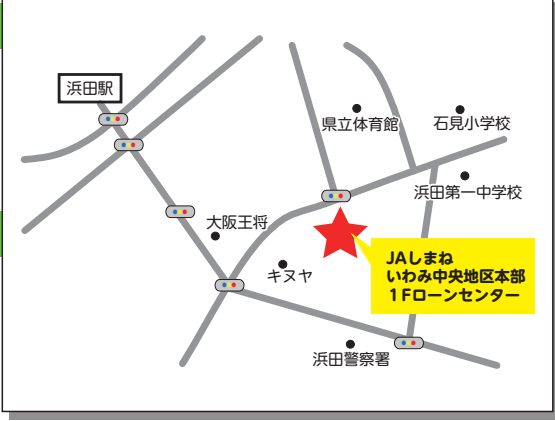 浜田駅
県立体育館
石見小学校
浜田第一中学校
大阪王将
キヌヤ
JAしまね
いわみ中央地区本部
１Fローンセンター
浜田警察署